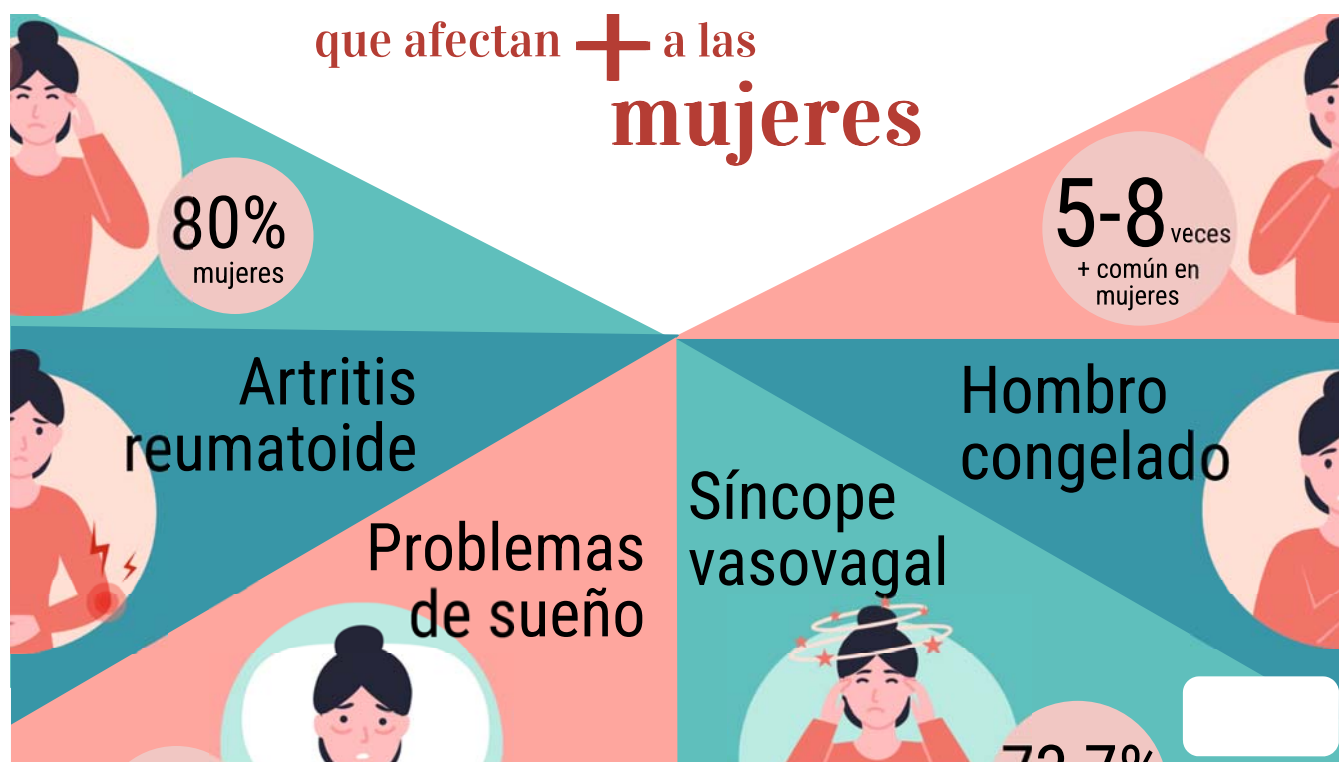 que afectan + a las
mujeres
80%
mujeres
5-8 veces
+ común en
mujeres
Artritis
reumatoide
Hombro
congelado
Síncope
vasovagal
Problemas
de sueño